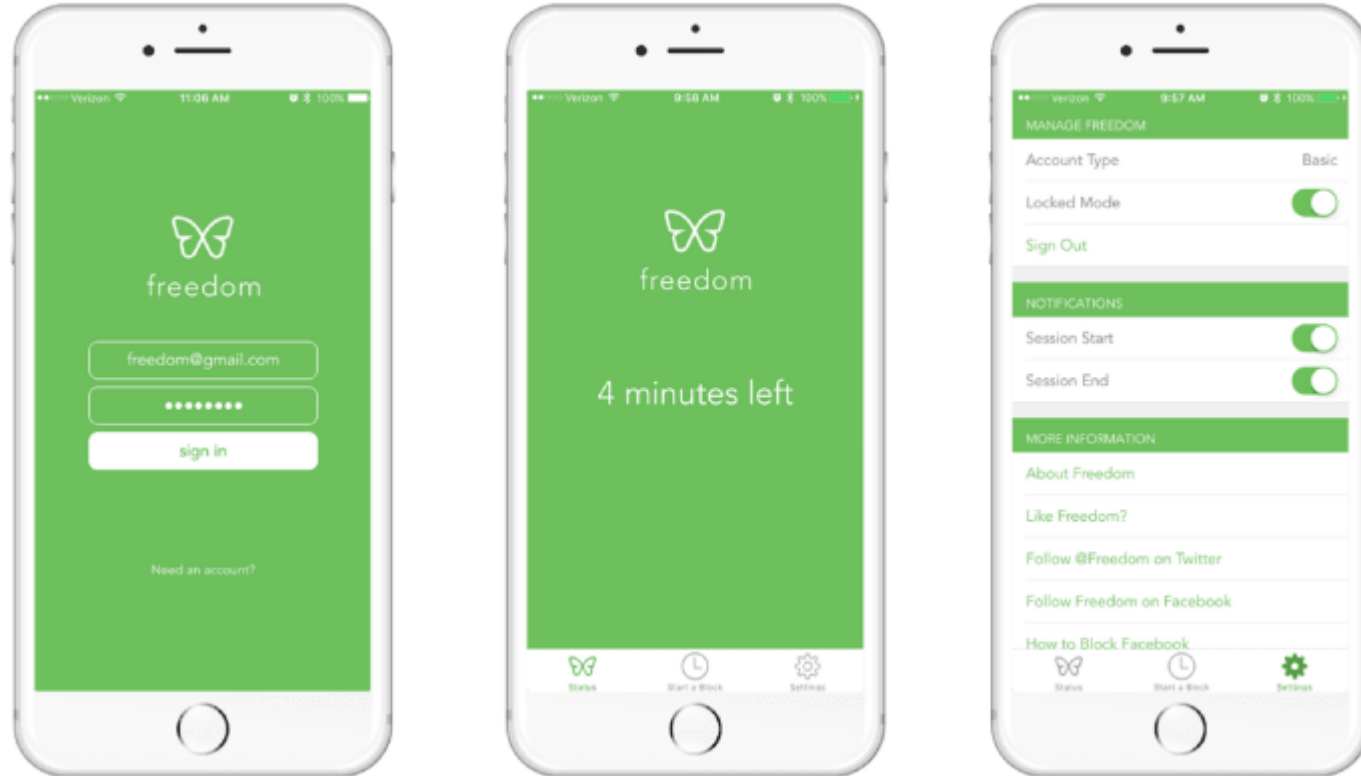 Verizon 11:06 AM 100%
freedom
freedom@gmail.com
sign in
Need an account?
Verizon 9:58 AM 100%
freedom
4 minutes left
Status Start a Block Settings
Verizon 9:57 AM 100%
MANAGE FREEDOM
Account Type Basic
Locked Mode
Sign Out
NOTIFICATIONS
Session Start
Session End
MORE INFORMATION
About Freedom
Like Freedom?
Follow @Freedom on Twitter
Follow Freedom on Facebook
How to Block Facebook
Status Start a Block Settings